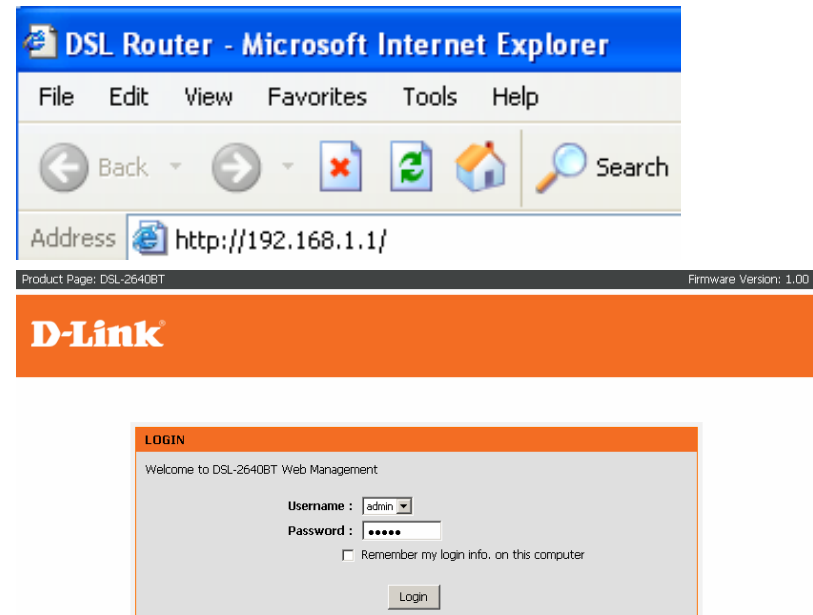 DSL Router - Microsoft Internet Explorer
File Edit View Favorites Tools Help
Back Search
Address http://192.168.1.1/
Product Page: DSL-2640BT Firmware Version: 1.00
D-Link®
LOGIN
Welcome to DSL-2640BT Web Management
Username : admin
Password : •••••
Remember my login info. on this computer
Login